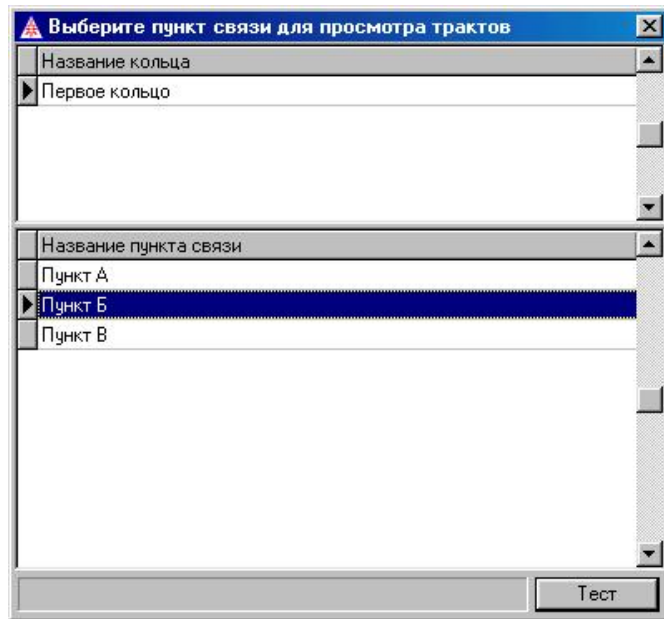 Выберите пункт связи для просмотра трактов
Название кольца
Первое кольцо
Название пункта связи
Пункт А
Пункт Б
Пункт В
Тест